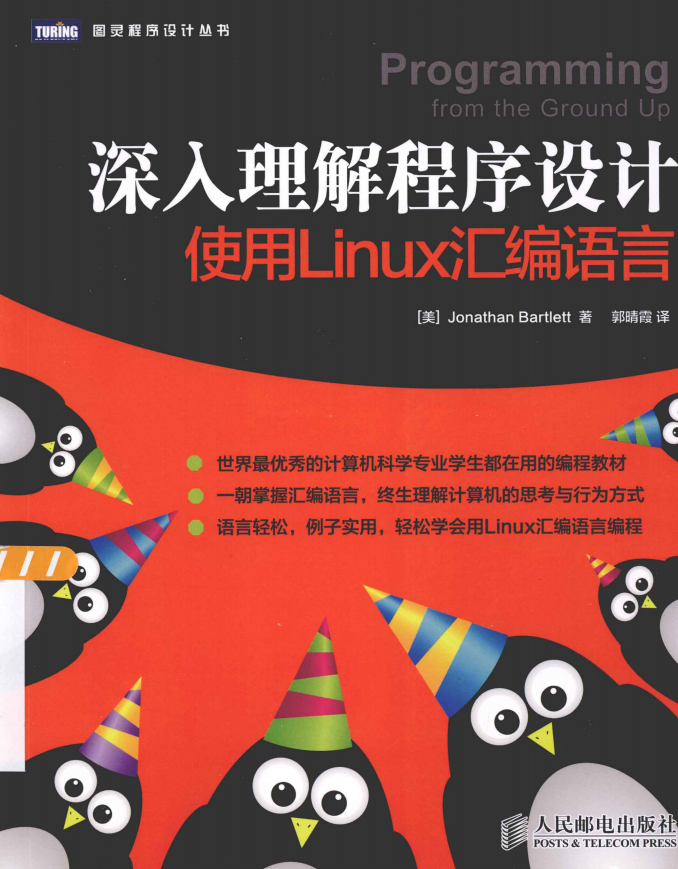 TURING 图灵程序设计丛书
Programming
from the Ground Up
深入理解程序设计
使用Linux汇编语言
[美] Jonathan Bartlett 著 郭晴霞 译
世界最优秀的计算机科学专业学生都在用的编程教材
一朝掌握汇编语言，终生理解计算机的思考与行为方式
语言轻松，例子实用，轻松学会用Linux汇编语言编程
人民邮电出版社
POSTS & TELECOM PRESS